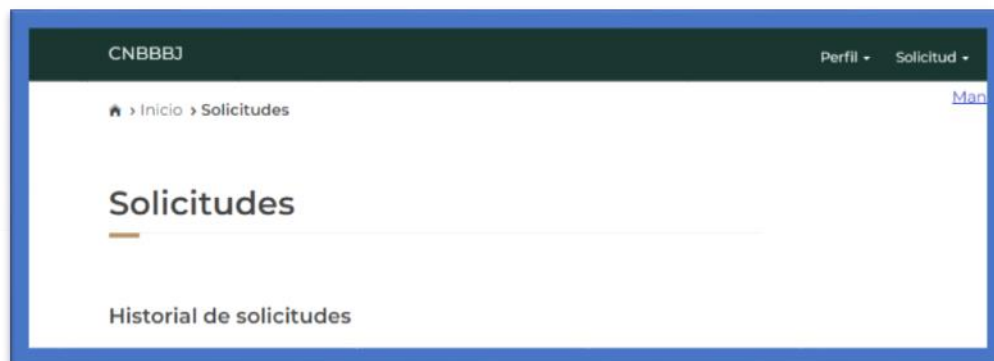 CNBBBJ
Perfil Solicitud
Man
> Inicio > Solicitudes
Solicitudes
Historial de solicitudes